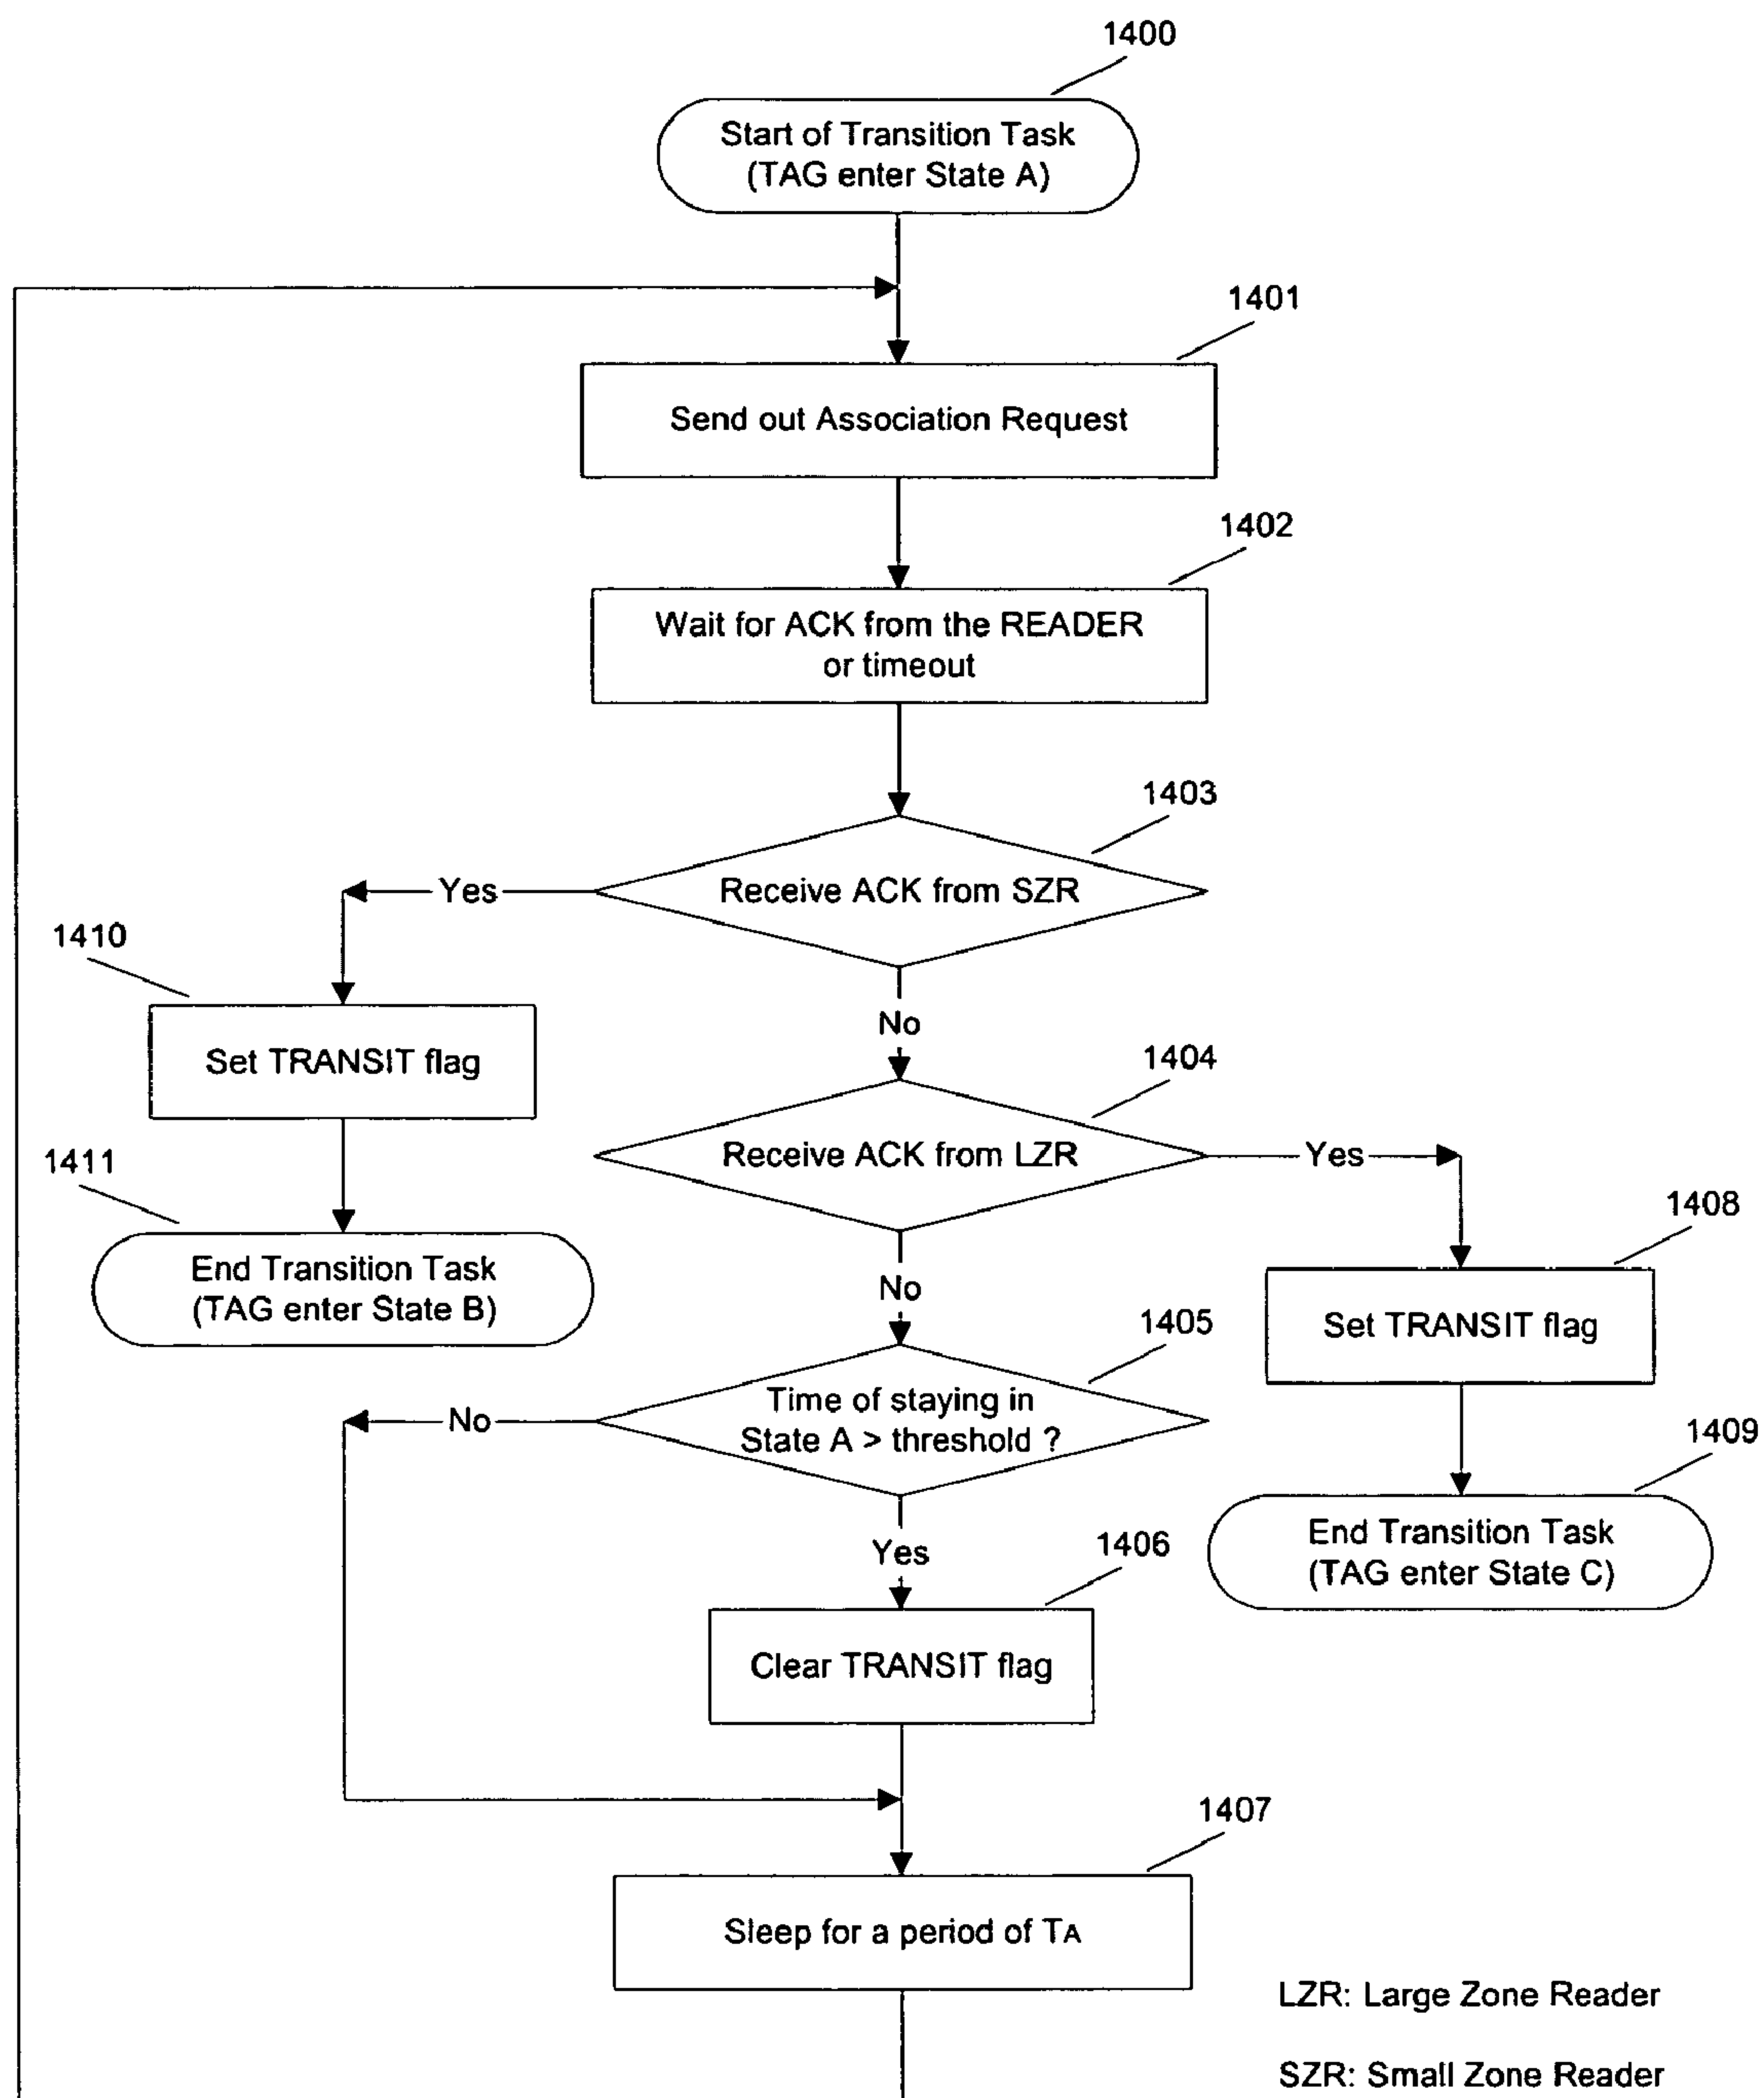 1400
Start of Transition Task
(TAG enter State A)
1401
Send out Association Request
1402
Wait for ACK from the READER
or timeout
1403
Receive ACK from SZR
Yes
No
1410
Set TRANSIT flag
1404
Receive ACK from LZR
Yes
No
1411
End Transition Task
(TAG enter State B)
1408
Set TRANSIT flag
1405
Time of staying in
State A > threshold ?
No
Yes
1409
End Transition Task
(TAG enter State C)
1406
Clear TRANSIT flag
1407
Sleep for a period of TA
LZR: Large Zone Reader
SZR: Small Zone Reader